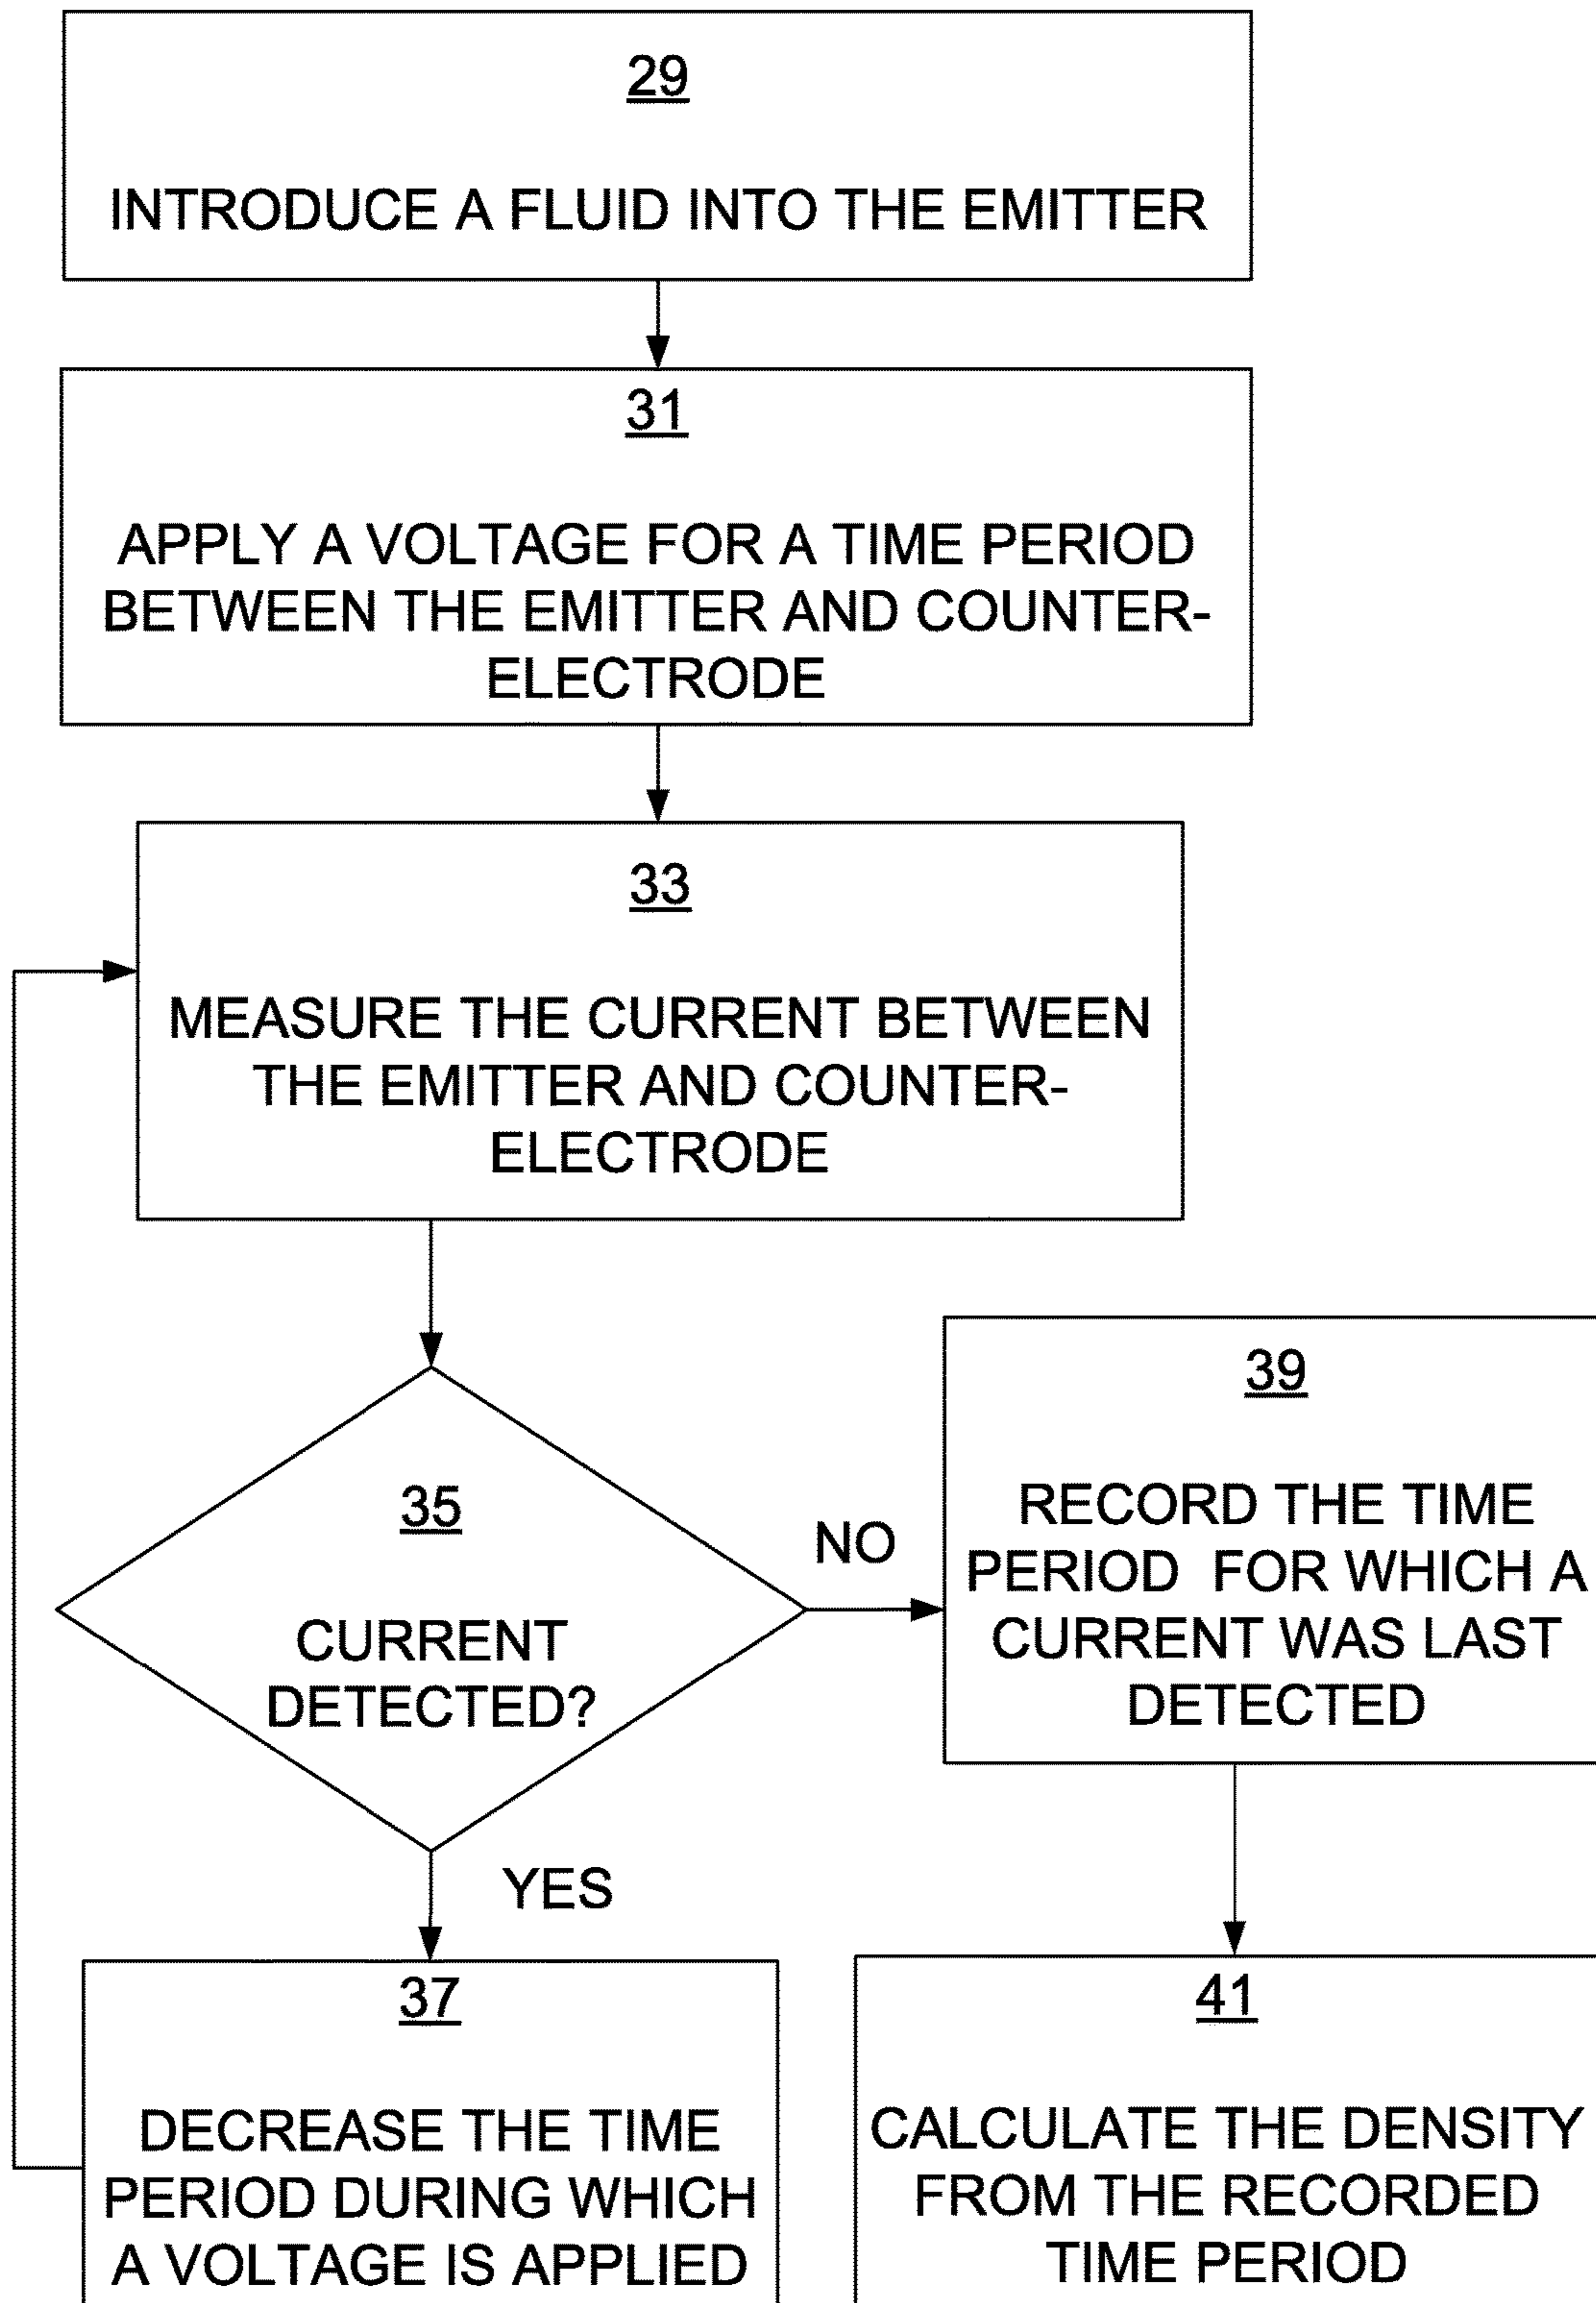 29
INTRODUCE A FLUID INTO THE EMITTER
31
APPLY A VOLTAGE FOR A TIME PERIOD
BETWEEN THE EMITTER AND COUNTER-
ELECTRODE
33
MEASURE THE CURRENT BETWEEN
THE EMITTER AND COUNTER-
ELECTRODE
35
CURRENT
DETECTED?
NO
39
RECORD THE TIME
PERIOD FOR WHICH A
CURRENT WAS LAST
DETECTED
YES
37
DECREASE THE TIME
PERIOD DURING WHICH
A VOLTAGE IS APPLIED
41
CALCULATE THE DENSITY
FROM THE RECORDED
TIME PERIOD